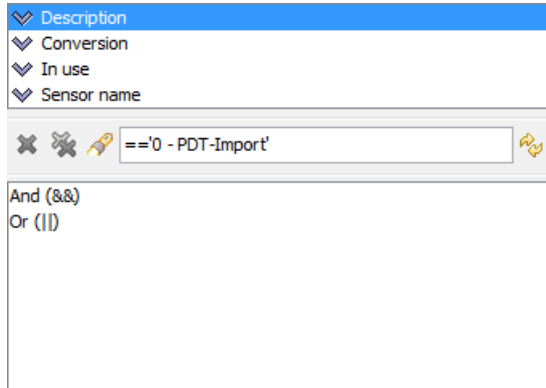 Description
Conversion
In use
Sensor name
=='0 - PDT-Import'
And (&&)
Or (||)